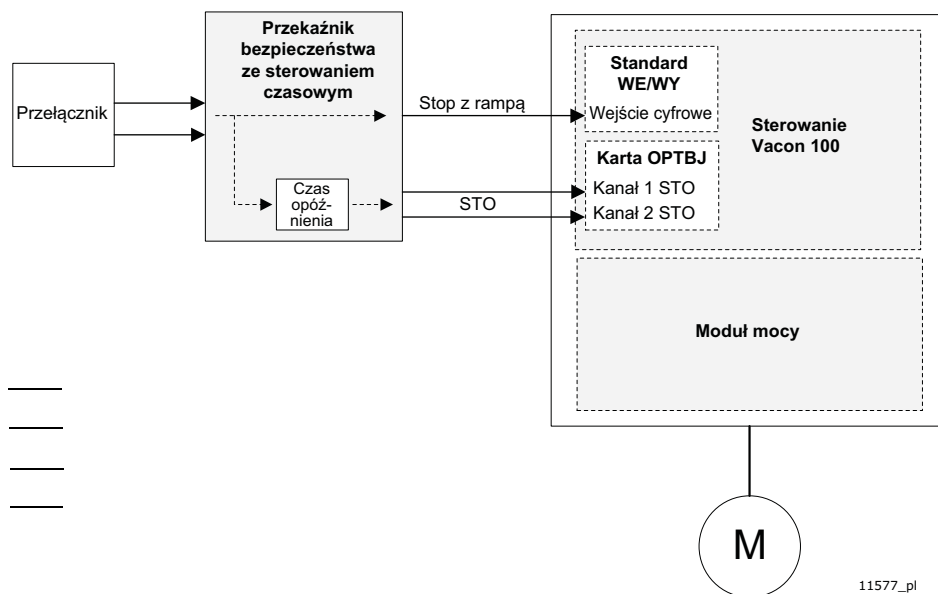 Przełącznik
Przekaźnik
bezpieczeństwa
ze sterowaniem
czasowym
Czas
opóź-
nienia
Stop z rampą
STO
Standard
WE/WY
Wejście cyfrowe
Karta OPTBJ
Kanał 1 STO
Kanał 2 STO
Sterowanie
Vacon 100
Moduł mocy
M
11577_pl